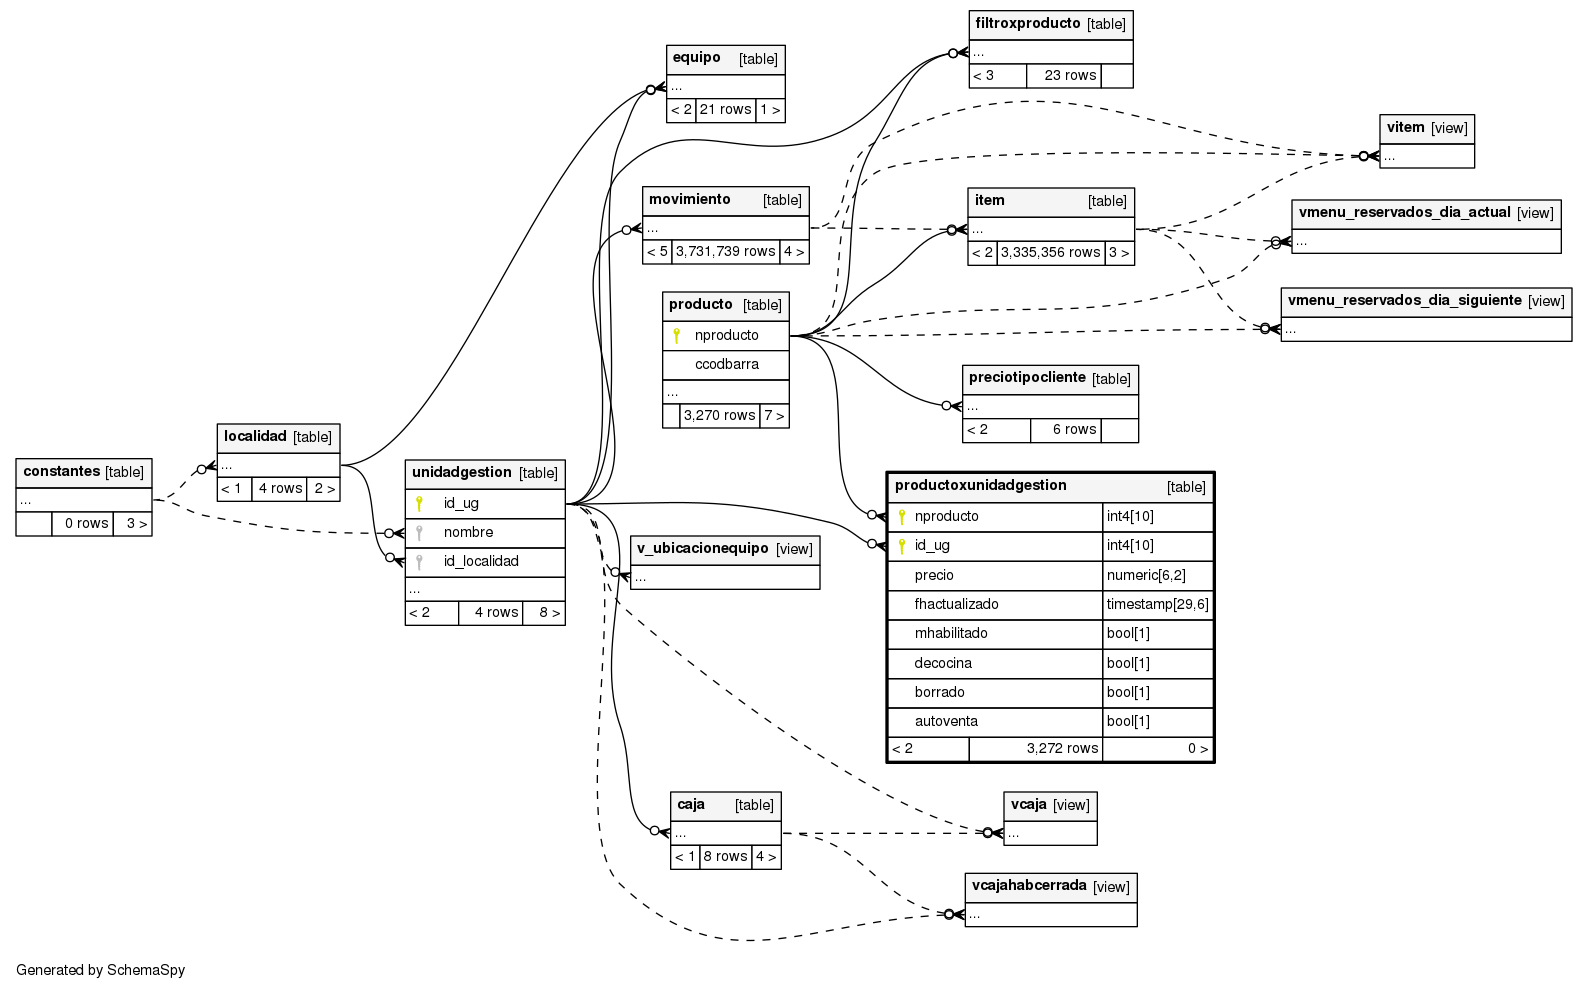 filtroxproducto [table]
...
< 3 23 rows
equipo [table]
...
< 2 21 rows 1 >
vitem [view]
...
movimiento [table]
...
< 5 3,731,739 rows 4 >
item [table]
...
< 2 3,335,356 rows 3 >
vmenu_reservados_dia_actual [view]
...
producto [table]
nproducto
ccodbarra
...
3,270 rows 7 >
vmenu_reservados_dia_siguiente [view]
...
preciotipocliente [table]
...
< 2 6 rows
localidad [table]
...
< 1 4 rows 2 >
constantes [table]
...
0 rows 3 >
unidadgestion [table]
id_ug
nombre
id_localidad
...
< 2 4 rows 8 >
v_ubicacionequipo [view]
...
productoxunidadgestion [table]
nproducto int4[10]
id_ug int4[10]
precio numeric[6,2]
fhactualizado timestamp[29,6]
mhabilitado bool[1]
decocina bool[1]
borrado bool[1]
autoventa bool[1]
< 2 3,272 rows 0 >
caja [table]
...
< 1 8 rows 4 >
vcaja [view]
...
vcajahabcerrada [view]
...
Generated by SchemaSpy